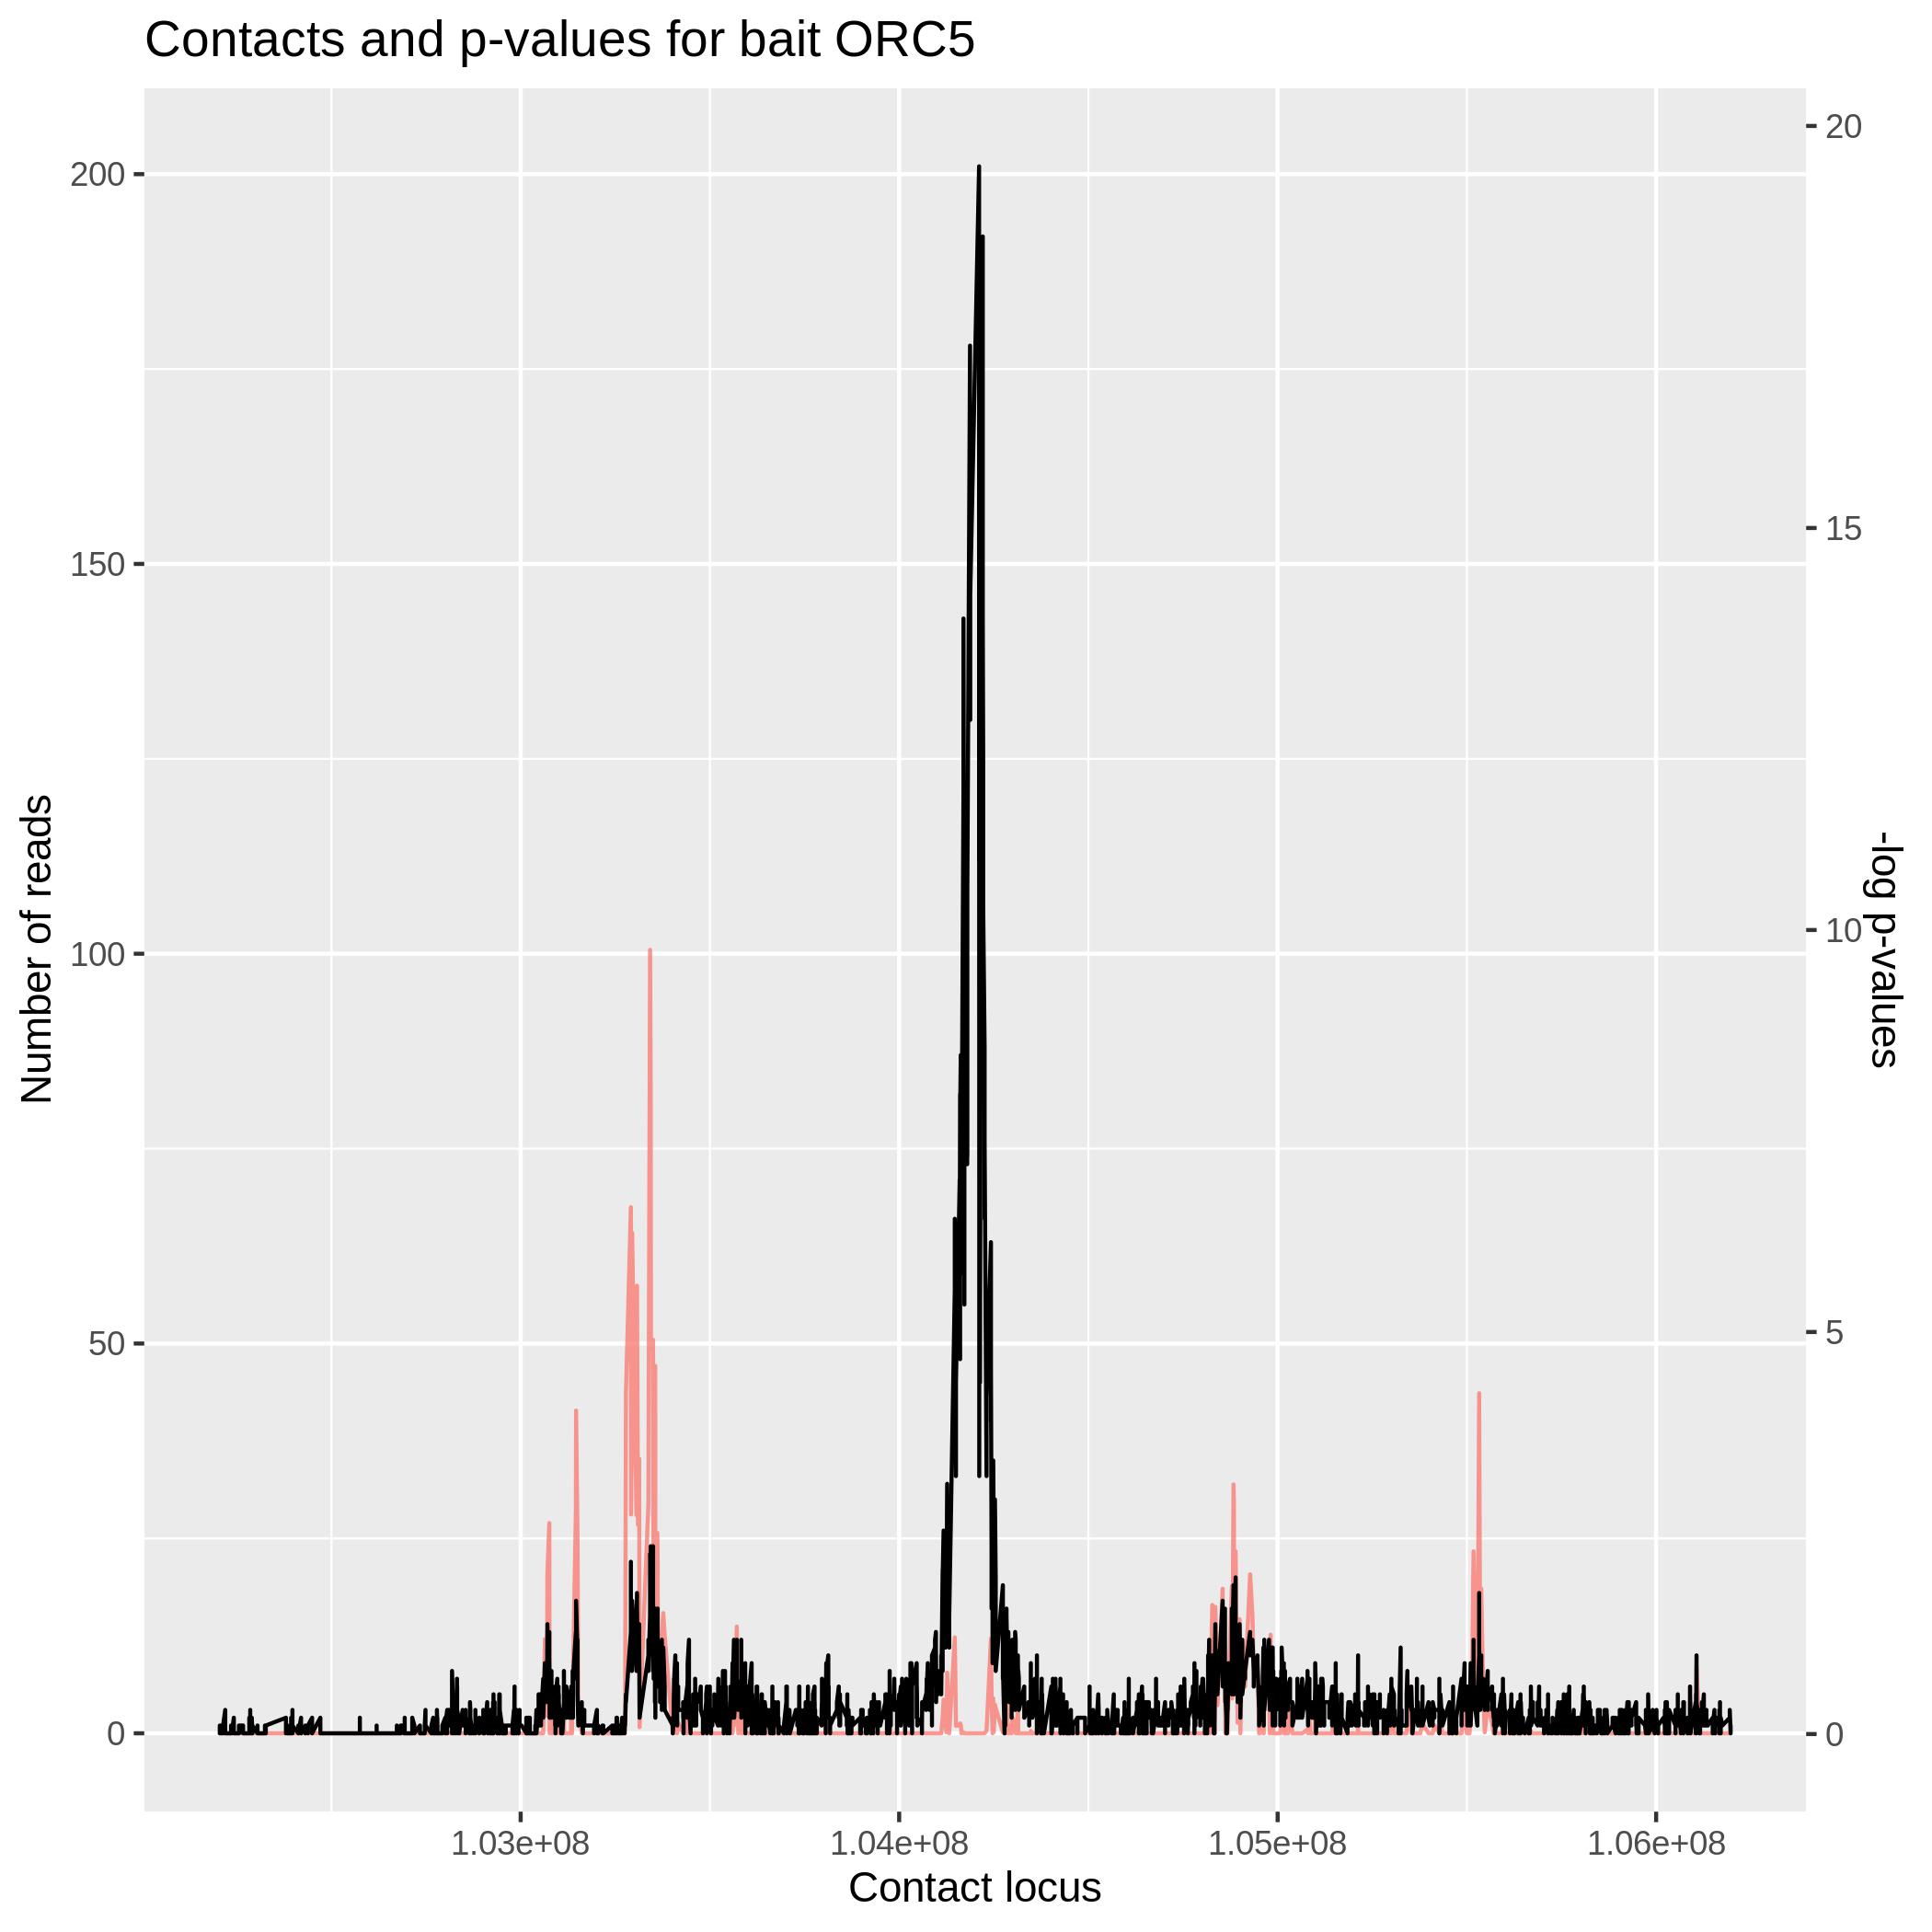 Contacts and p-values for bait ORC5
Number of reads
200
150
100
50
0
20
15
10
5
0
-log p-values
1.03e+08
1.04e+08
1.05e+08
1.06e+08
Contact locus